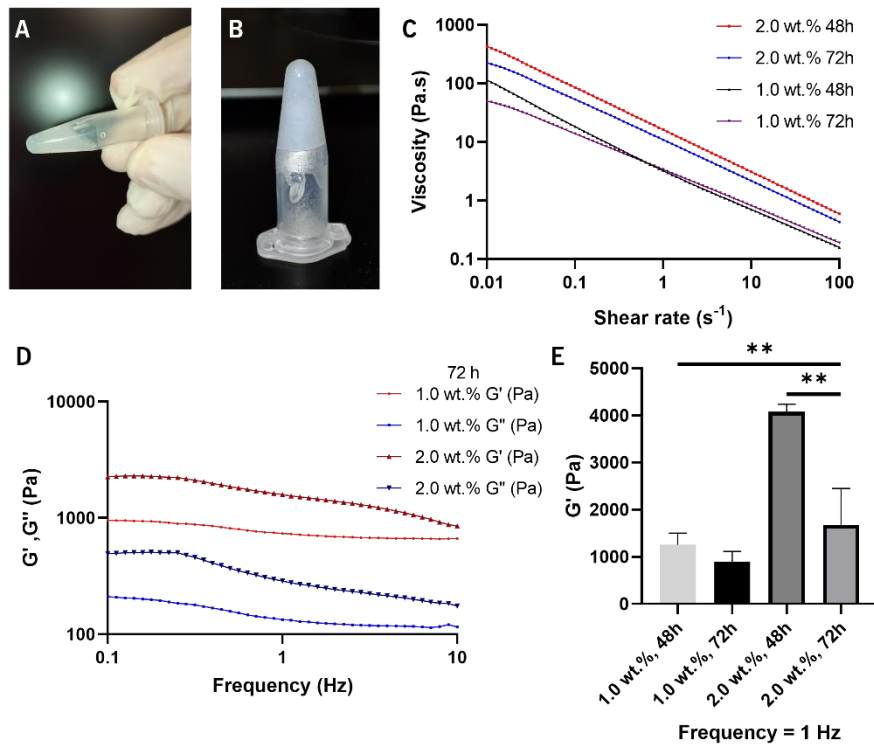 A
B
C
Viscosity (Pa.s)
1000
100
10
1
0.1
0.01
0.1
1
10
100
Shear rate (s⁻¹)
2.0 wt.% 48h
2.0 wt.% 72h
1.0 wt.% 48h
1.0 wt.% 72h
D
G' ,G'' (Pa)
10000
1000
100
0.1
1
10
Frequency (Hz)
72 h
1.0 wt.% G' (Pa)
1.0 wt.% G'' (Pa)
2.0 wt.% G' (Pa)
2.0 wt.% G'' (Pa)
E
G' (Pa)
5000
4000
3000
2000
1000
0
**
**
1.0 wt.%, 48h
1.0 wt.%, 72h
2.0 wt.%, 48h
2.0 wt.%, 72h
Frequency = 1 Hz